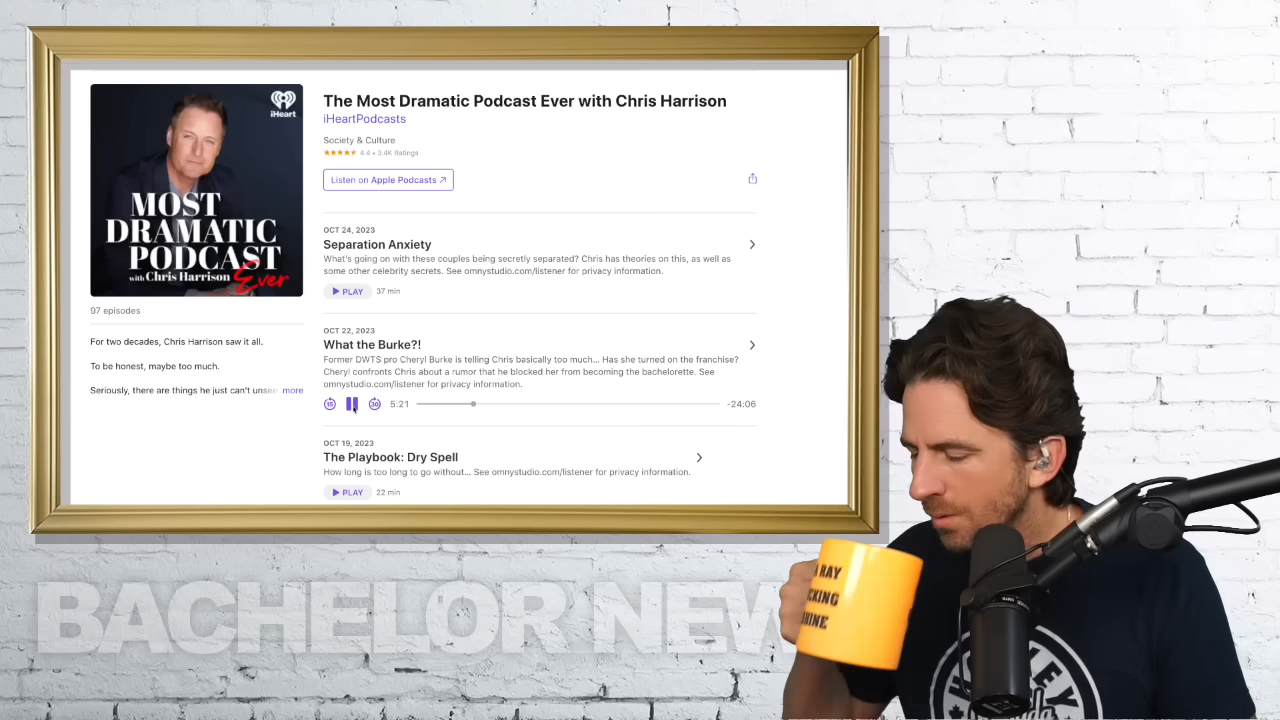 iHeart
MOST
DRAMATIC
PODCAST
with Chris Harrison Ever
97 episodes
For two decades, Chris Harrison saw it all.
To be honest, maybe too much.
Seriously, there are things he just can't unsee more
The Most Dramatic Podcast Ever with Chris Harrison
iHeartPodcasts
Society & Culture
★★★★★ 4.4 • 3.4K Ratings
Listen on Apple Podcasts ↗
OCT 24, 2023
Separation Anxiety
What's going on with these couples being secretly separated? Chris has theories on this, as well as
some other celebrity secrets. See omnystudio.com/listener for privacy information.
PLAY 37 min
OCT 22, 2023
What the Burke?!
Former DWTS pro Cheryl Burke is telling Chris basically too much... Has she turned on the franchise?
Cheryl confronts Chris about a rumor that he blocked her from becoming the bachelorette. See
omnystudio.com/listener for privacy information.
15 30 5:21 -24:06
OCT 19, 2023
The Playbook: Dry Spell
How long is too long to go without... See omnystudio.com/listener for privacy information.
PLAY 22 min
BACHELOR NEW
RAY
CKING